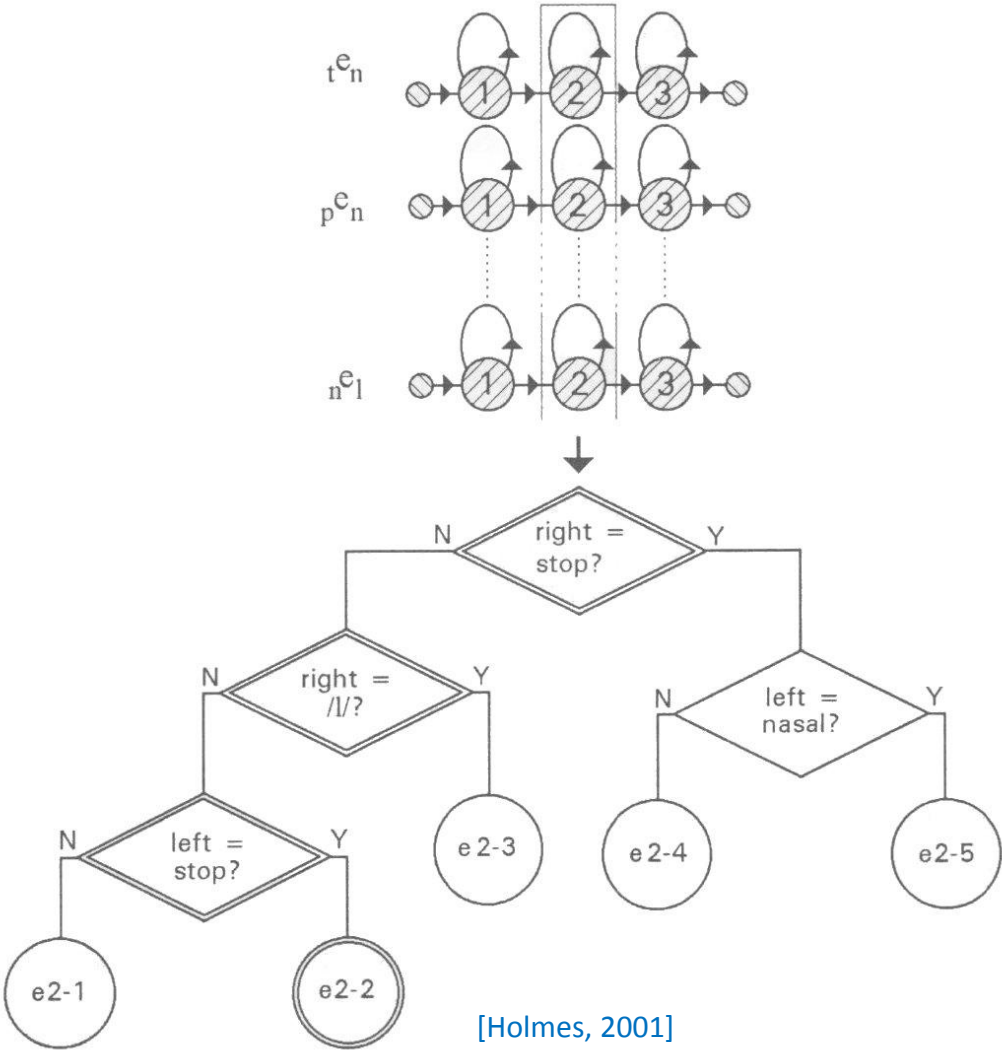 ₜeₙ
1 2 3
ₚeₙ
1 2 3
ₙeₗ
1 2 3
N right = stop? Y
N right = /l/? Y
N left = nasal? Y
N left = stop? Y
e2-3
e2-4
e2-5
e2-1
e2-2
[Holmes, 2001]